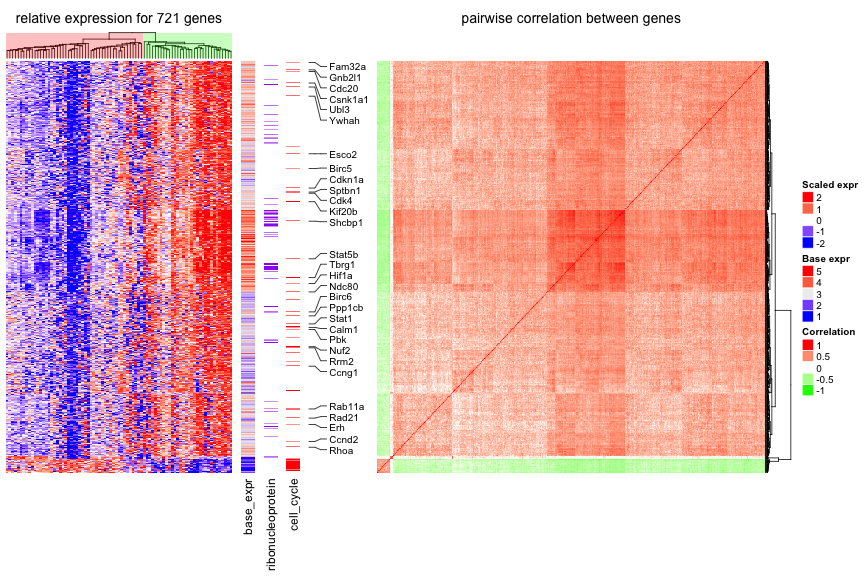 relative expression for 721 genes
pairwise correlation between genes
Fam32a
Gnb2l1
Cdc20
Csnk1a1
Ubl3
Ywhah
Esco2
Birc5
Cdkn1a
Sptbn1
Cdk4
Kif20b
Shcbp1
Stat5b
Tbrg1
Hif1a
Ndc80
Birc6
Ppp1cb
Stat1
Calm1
Pbk
Nuf2
Rrm2
Ccng1
Rab11a
Rad21
Erh
Ccnd2
Rhoa
base_expr
ribonucleoprotein
cell_cycle
Scaled expr
2
1
0
-1
-2
Base expr
5
4
3
2
1
Correlation
1
0.5
0
-0.5
-1